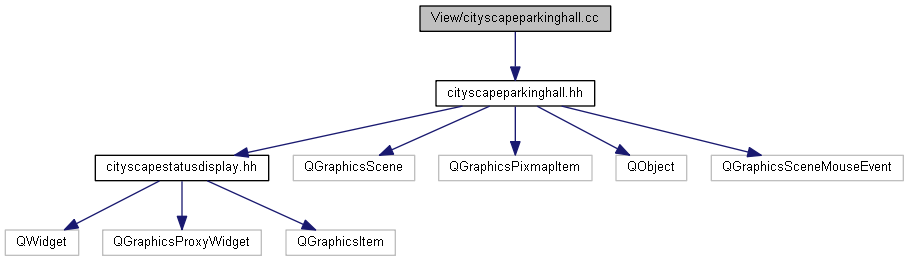 View/cityscapeparkinghall.cc
cityscapeparkinghall.hh
cityscapestatusdisplay.hh
QGraphicsScene
QGraphicsPixmapItem
QObject
QGraphicsSceneMouseEvent
QWidget
QGraphicsProxyWidget
QGraphicsItem